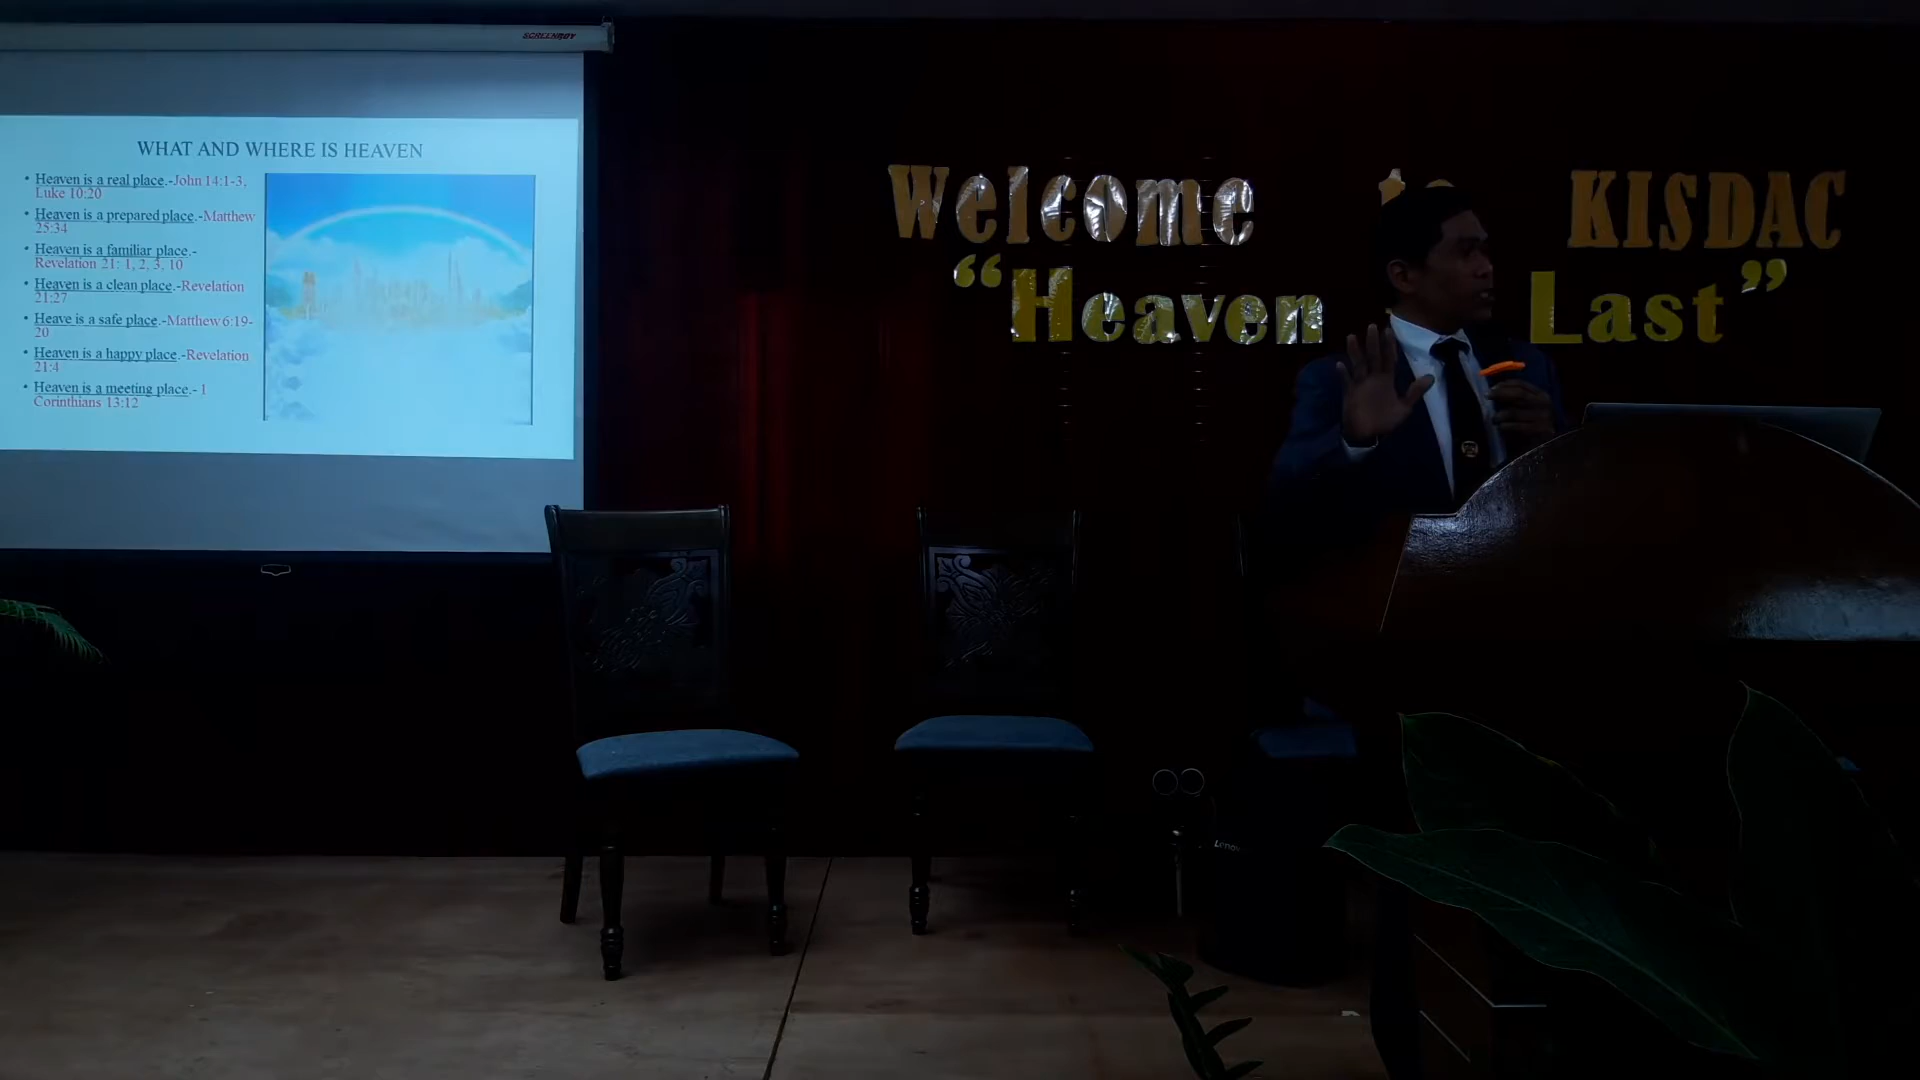 SCREENBOY
WHAT AND WHERE IS HEAVEN
• Heaven is a real place.-John 14:1-3,
Luke 10:20
• Heaven is a prepared place.-Matthew
25:34
• Heaven is a familiar place.-
Revelation 21: 1, 2, 3, 10
• Heaven is a clean place.-Revelation
21:27
• Heave is a safe place.-Matthew 6:19-
20
• Heaven is a happy place.-Revelation
21:4
• Heaven is a meeting place.- 1
Corinthians 13:12
Welcome KISDAC
“Heaven Last”